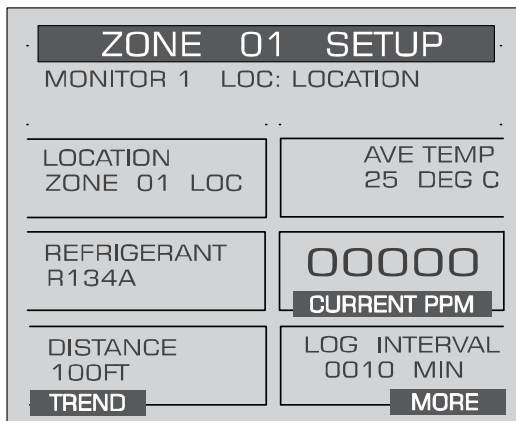 ZONE 01 SETUP
MONITOR 1 LOC: LOCATION
LOCATION
ZONE 01 LOC
AVE TEMP
25 DEG C
REFRIGERANT
R134A
00000
CURRENT PPM
DISTANCE
100FT
TREND
LOG INTERVAL
0010 MIN
MORE